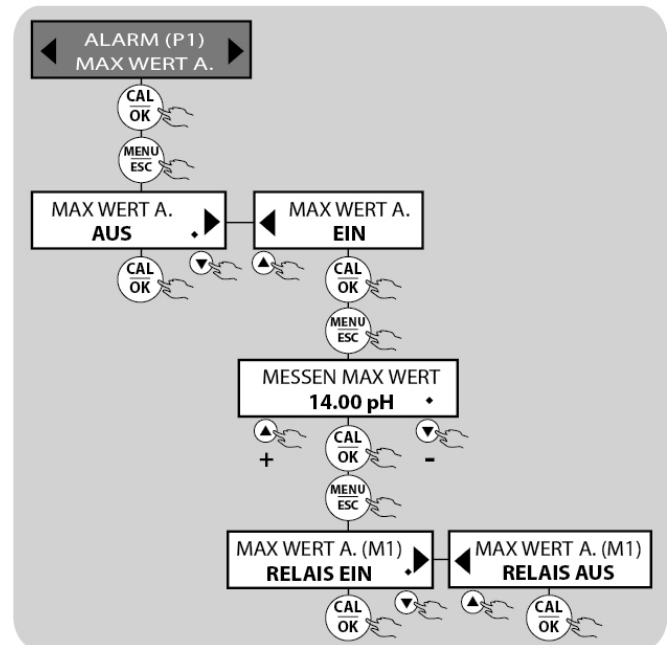 ALARM (P1)
MAX WERT A.
CAL
OK
MENU
ESC
MAX WERT A.
AUS
MAX WERT A.
EIN
CAL
OK
CAL
OK
MENU
ESC
MESSEN MAX WERT
14.00 pH
+
CAL
OK
-
MENU
ESC
MAX WERT A. (M1)
RELAIS EIN
MAX WERT A. (M1)
RELAIS AUS
CAL
OK
CAL
OK